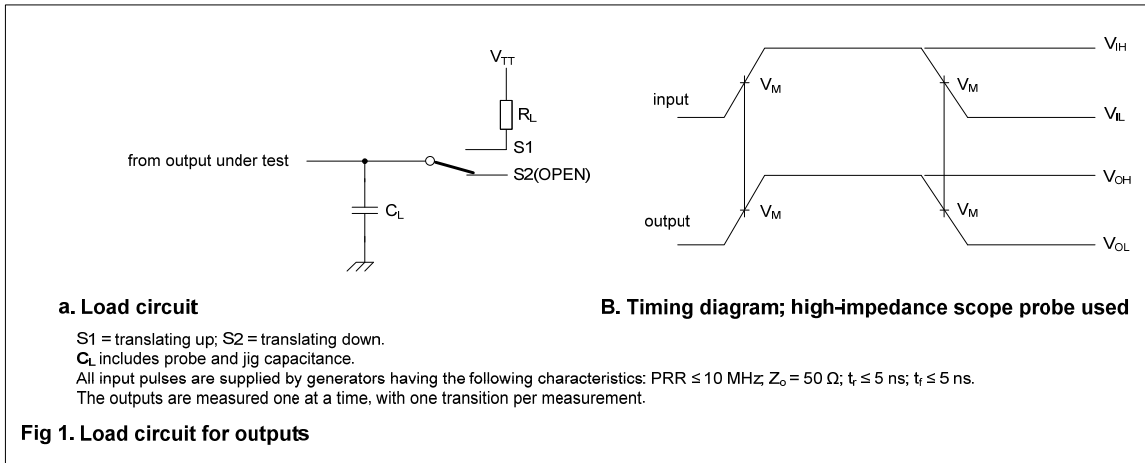 V_TT
R_L
S1
from output under test
S2(OPEN)
C_L
a. Load circuit
V_IH
V_M
V_M
input
V_IL
V_OH
V_M
V_M
output
V_OL
B. Timing diagram; high-impedance scope probe used
S1 = translating up; S2 = translating down.
C_L includes probe and jig capacitance.
All input pulses are supplied by generators having the following characteristics: PRR ≤ 10 MHz; Z_o = 50 Ω; t_r ≤ 5 ns; t_f ≤ 5 ns.
The outputs are measured one at a time, with one transition per measurement.
Fig 1. Load circuit for outputs